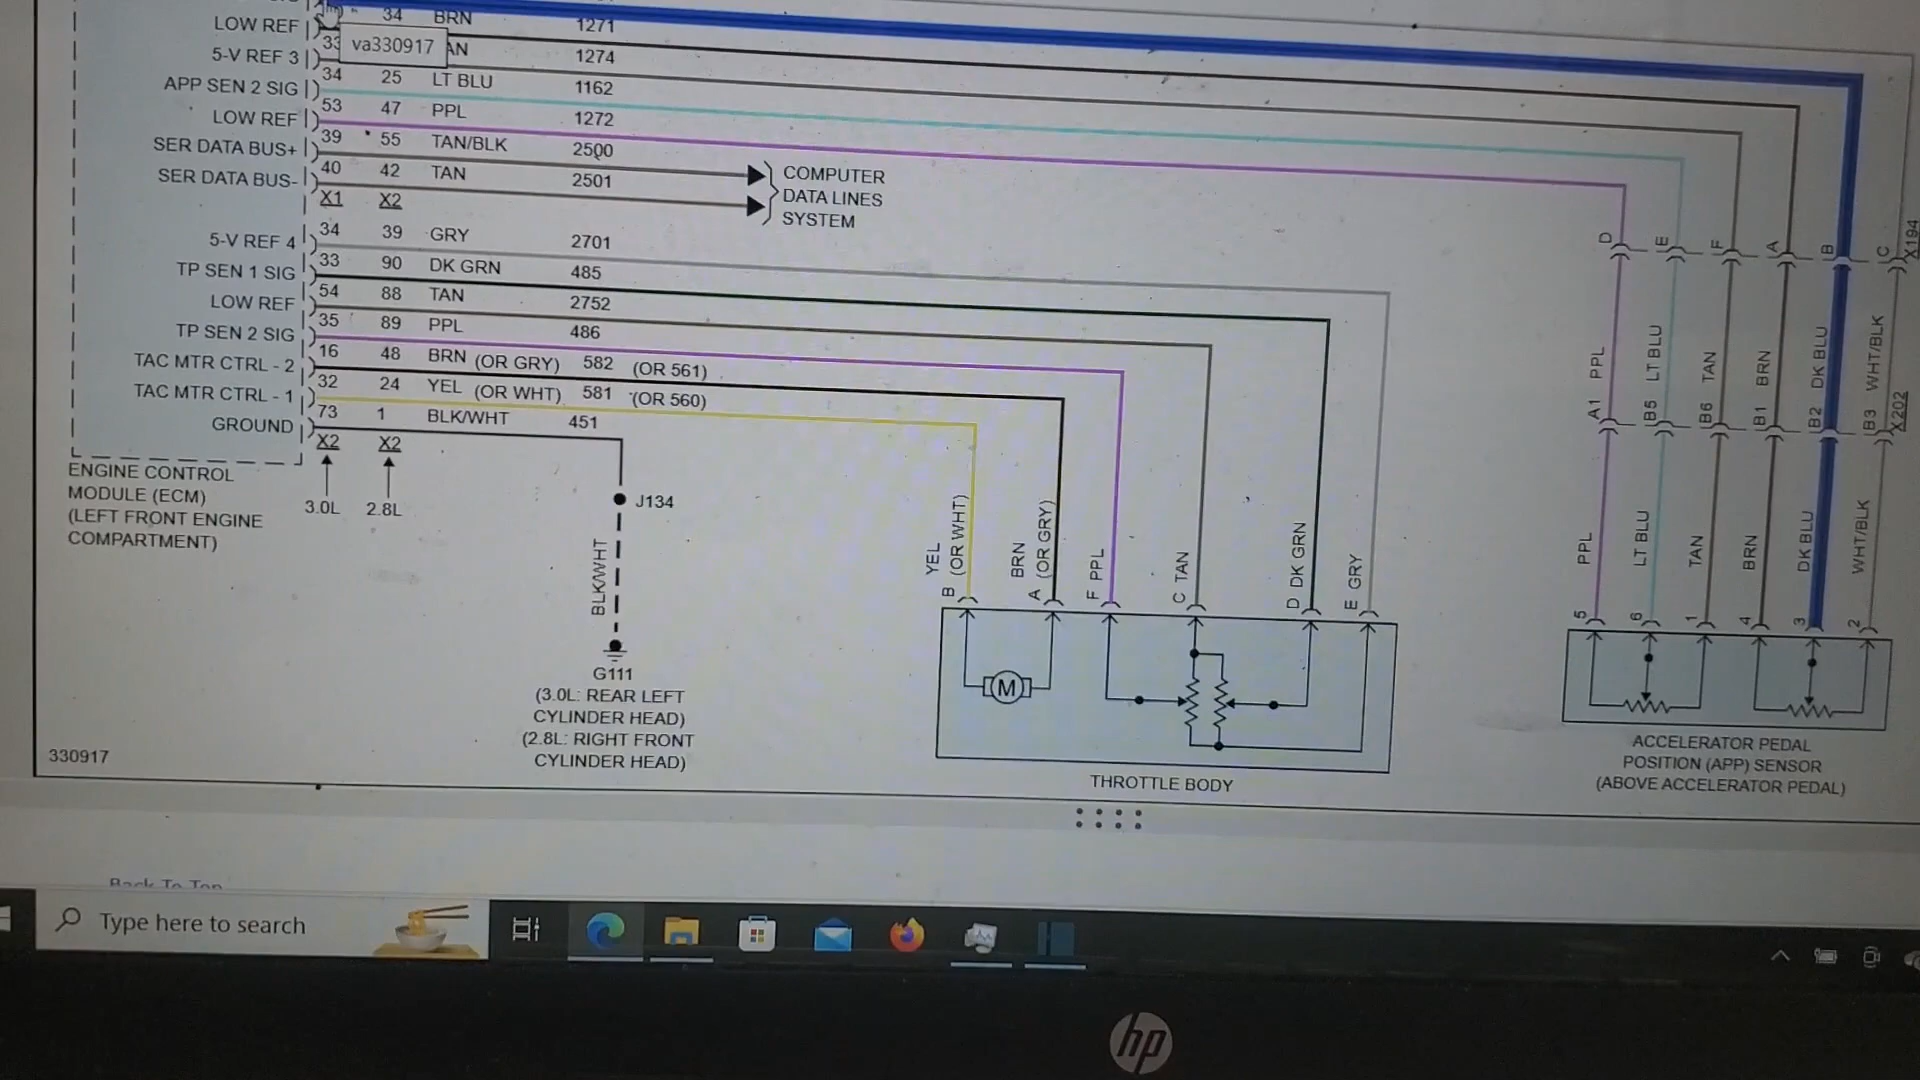 34 BRN 1271
LOW REF
va330917
33 AN 1274
5-V REF 3
34 25 LT BLU 1162
APP SEN 2 SIG
53 47 PPL 1272
LOW REF
39 55 TAN/BLK 2500
SER DATA BUS+
40 42 TAN 2501
SER DATA BUS-
X1 X2
COMPUTER
DATA LINES
SYSTEM
34 39 GRY 2701
5-V REF 4
33 90 DK GRN 485
TP SEN 1 SIG
54 88 TAN 2752
LOW REF
35 89 PPL 486
TP SEN 2 SIG
16 48 BRN (OR GRY) 582 (OR 561)
TAC MTR CTRL - 2
32 24 YEL (OR WHT) 581 (OR 560)
TAC MTR CTRL - 1
73 1 BLK/WHT 451
GROUND
X2 X2
3.0L 2.8L
ENGINE CONTROL
MODULE (ECM)
(LEFT FRONT ENGINE
COMPARTMENT)
J134
BLK/WHT
G111
(3.0L: REAR LEFT
CYLINDER HEAD)
(2.8L: RIGHT FRONT
CYLINDER HEAD)
330917
B YEL
(OR WHT)
A BRN
(OR GRY)
F PPL
C TAN
D DK GRN
E GRY
M
THROTTLE BODY
D E F A B C X194
PPL
LT BLU
TAN
BRN
DK BLU
WHT/BLK
A1 B5 B6 B1 B2 B3 X202
PPL
LT BLU
TAN
BRN
DK BLU
WHT/BLK
5 6 1 4 3 2
ACCELERATOR PEDAL
POSITION (APP) SENSOR
(ABOVE ACCELERATOR PEDAL)
Back To Top
Type here to search
hp